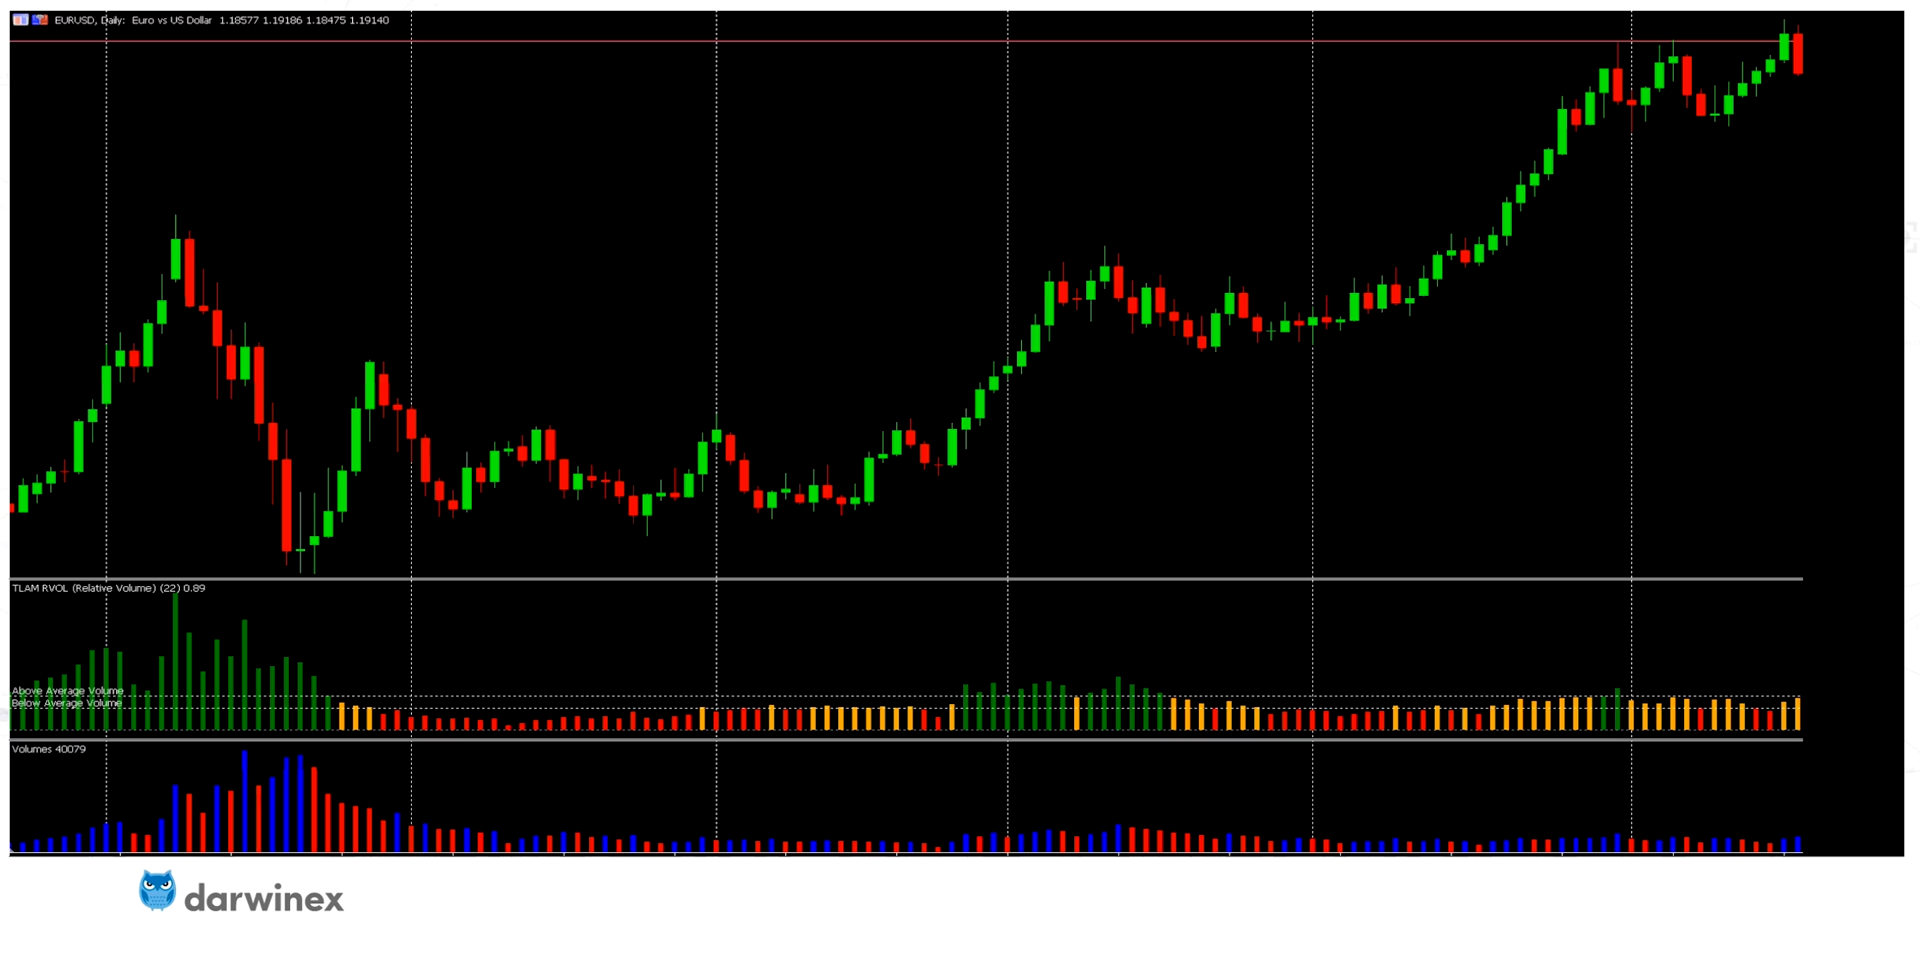 EURUSD, Daily: Euro vs US Dollar 1.18577 1.19186 1.18475 1.19140
TLAM RVOL (Relative Volume) (22) 0.89
Above Average Volume
Below Average Volume
Volumes 40079
darwinex